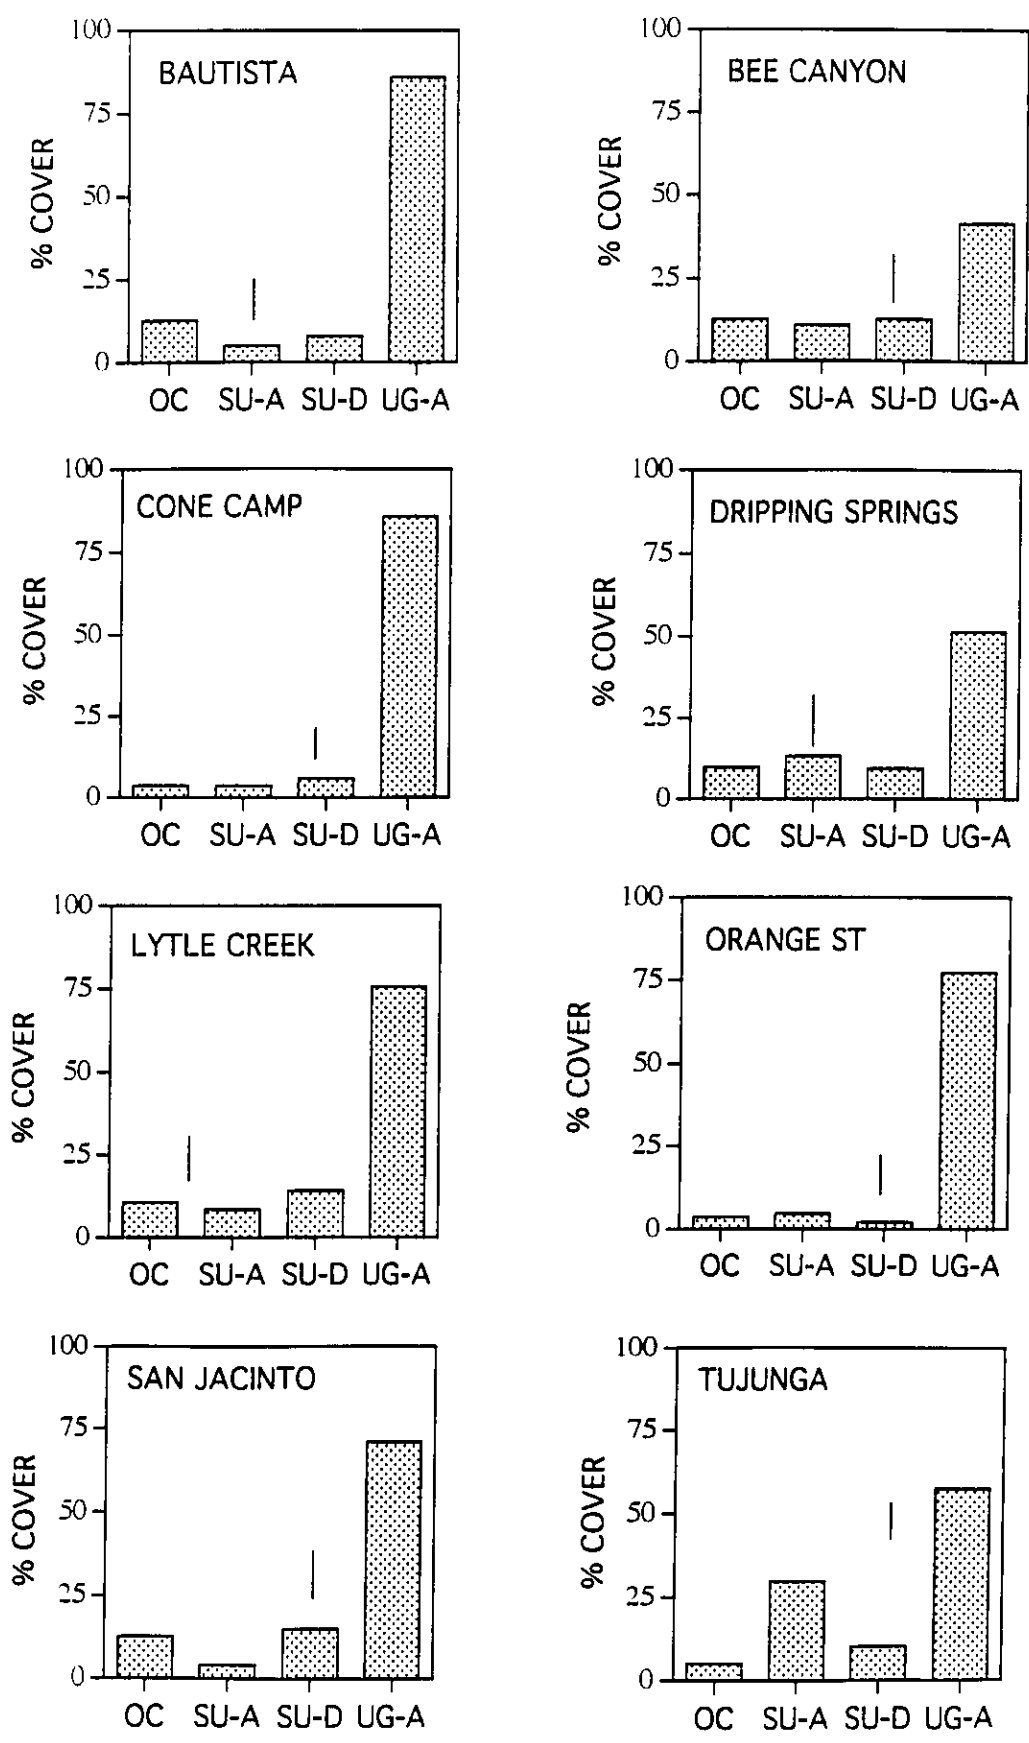 100
BAUTISTA
75
50
25
0
% COVER
OC SU-A SU-D UG-A
100
BEE CANYON
75
50
25
0
% COVER
OC SU-A SU-D UG-A
100
CONE CAMP
75
50
25
0
% COVER
OC SU-A SU-D UG-A
100
DRIPPING SPRINGS
75
50
25
0
% COVER
OC SU-A SU-D UG-A
100
LYTLE CREEK
75
50
25
0
% COVER
OC SU-A SU-D UG-A
100
ORANGE ST
75
50
25
0
% COVER
OC SU-A SU-D UG-A
100
SAN JACINTO
75
50
25
0
% COVER
OC SU-A SU-D UG-A
100
TUJUNGA
75
50
25
0
% COVER
OC SU-A SU-D UG-A